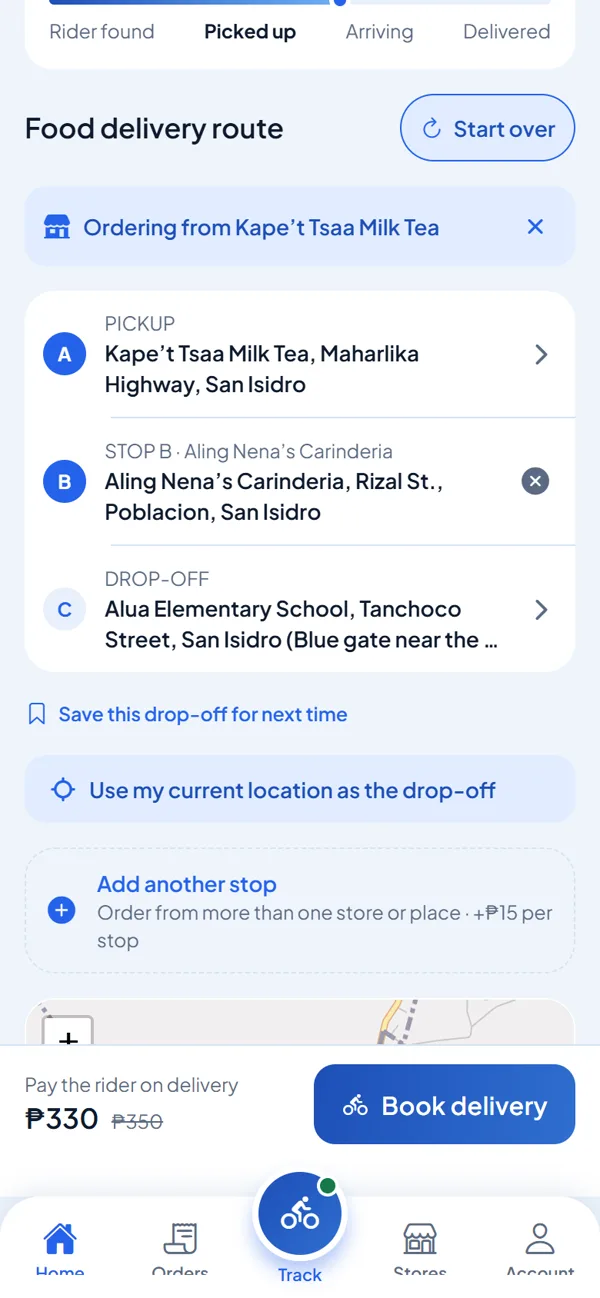 Rider found
Picked up
Arriving
Delivered
Food delivery route
Start over
Ordering from Kape’t Tsaa Milk Tea
PICKUP
A
Kape’t Tsaa Milk Tea, Maharlika
Highway, San Isidro
STOP B · Aling Nena’s Carinderia
B
Aling Nena’s Carinderia, Rizal St.,
Poblacion, San Isidro
DROP-OFF
C
Alua Elementary School, Tanchoco
Street, San Isidro (Blue gate near the ...
Save this drop-off for next time
Use my current location as the drop-off
Add another stop
Order from more than one store or place · +₱15 per
stop
+
Pay the rider on delivery
₱330 ₱350
Book delivery
Home
Orders
Track
Stores
Account